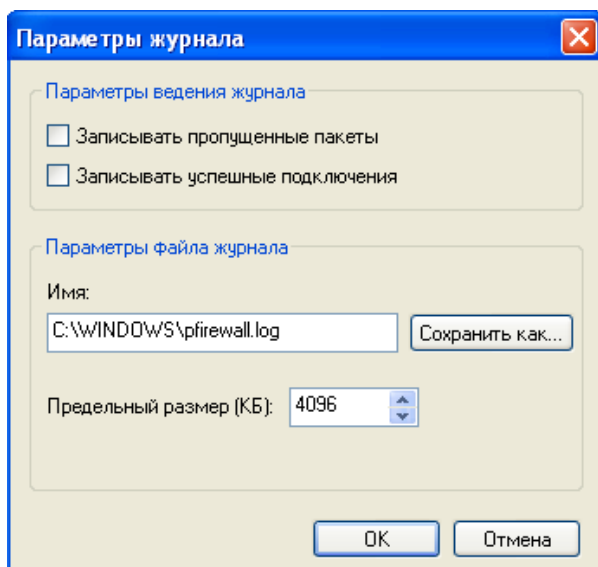 Параметры журнала
Параметры ведения журнала
Записывать пропущенные пакеты
Записывать успешные подключения
Параметры файла журнала
Имя:
C:\WINDOWS\pfirewall.log
Сохранить как...
Предельный размер (КБ):
4096
OK
Отмена